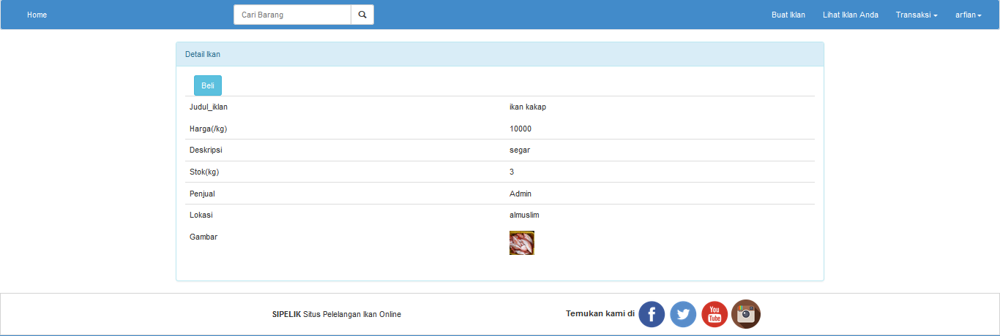 Home Cari Barang Buat Iklan Lihat Iklan Anda Transaksi arfian
Detail Ikan
Beli
Judul_iklan ikan kakap
Harga(/kg) 10000
Deskripsi segar
Stok(kg) 3
Penjual Admin
Lokasi almuslim
Gambar
SIPELIK Situs Pelelangan Ikan Online Temukan kami di f You Tube